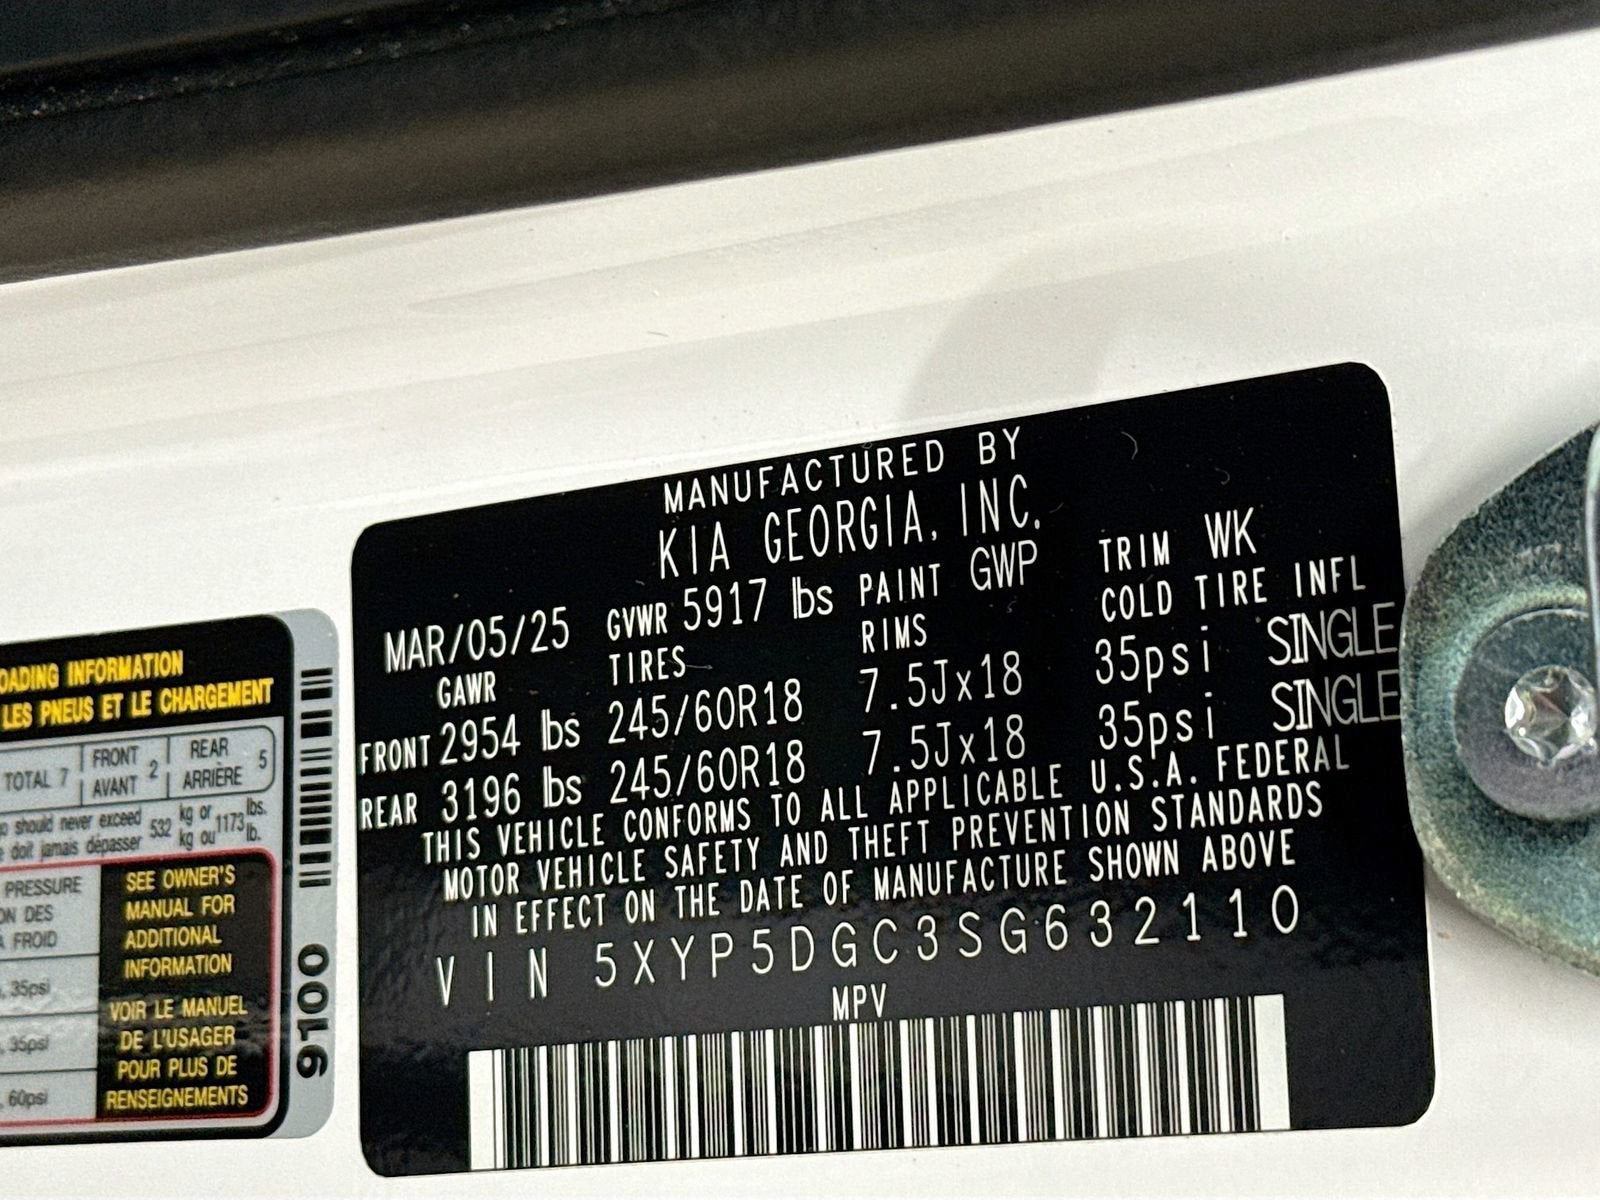 MANUFACTURED BY
KIA GEORGIA, INC.
MAR/05/25 GVWR 5917 lbs PAINT GWP TRIM WK
GAWR TIRES RIMS COLD TIRE INFL
FRONT 2954 lbs 245/60R18 7.5Jx18 35psi SINGLE
REAR 3196 lbs 245/60R18 7.5Jx18 35psi SINGLE
THIS VEHICLE CONFORMS TO ALL APPLICABLE U.S.A. FEDERAL
MOTOR VEHICLE SAFETY AND THEFT PREVENTION STANDARDS
IN EFFECT ON THE DATE OF MANUFACTURE SHOWN ABOVE
VIN 5XYP5DGC3SG632110
MPV
INFORMATION
LES PNEUS ET LE CHARGEMENT
TOTAL 7 FRONT AVANT 2 REAR ARRIÈRE 5
should never exceed 532 kg or 1173 lbs.
doit jamais dépasser kg ou lb.
PRESSURE
DES
FROID
35psi
35psi
60psi
SEE OWNER'S
MANUAL FOR
ADDITIONAL
INFORMATION
VOIR LE MANUEL
DE L'USAGER
POUR PLUS DE
RENSEIGNEMENTS
9100